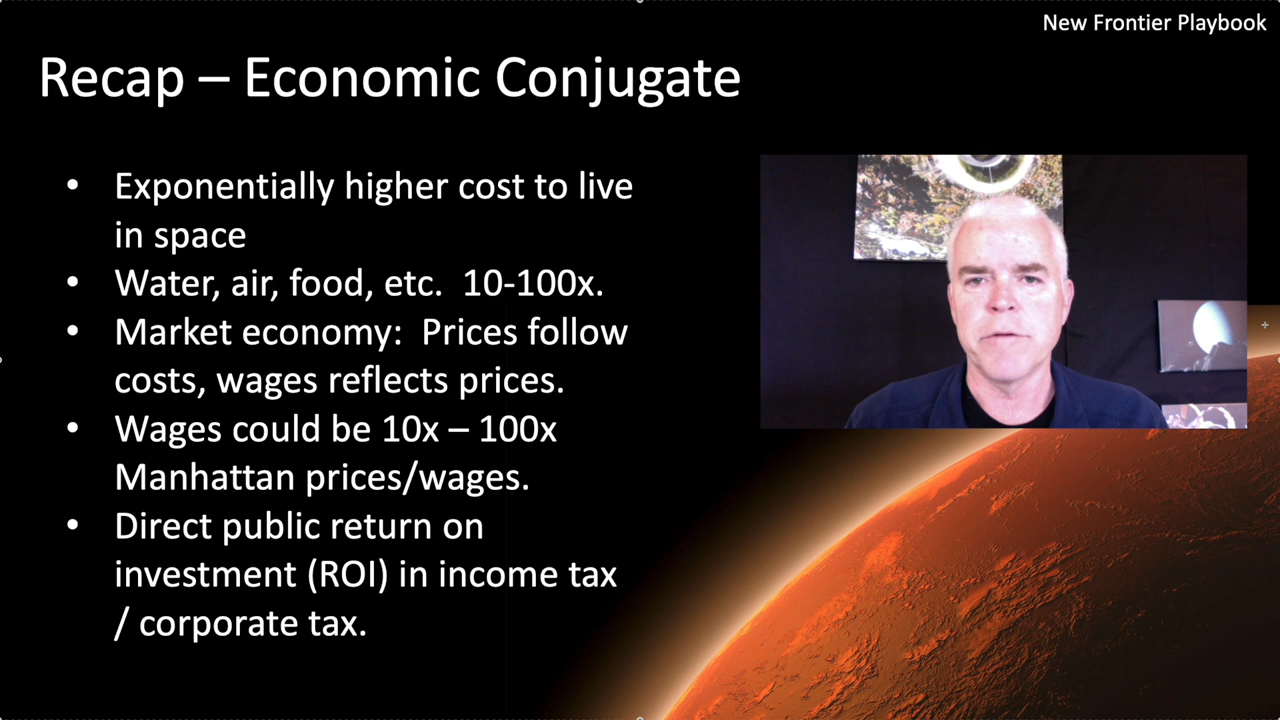 New Frontier Playbook
Recap – Economic Conjugate
• Exponentially higher cost to live
in space
• Water, air, food, etc.  10-100x.
• Market economy:  Prices follow
costs, wages reflects prices.
• Wages could be 10x – 100x
Manhattan prices/wages.
• Direct public return on
investment (ROI) in income tax
/ corporate tax.